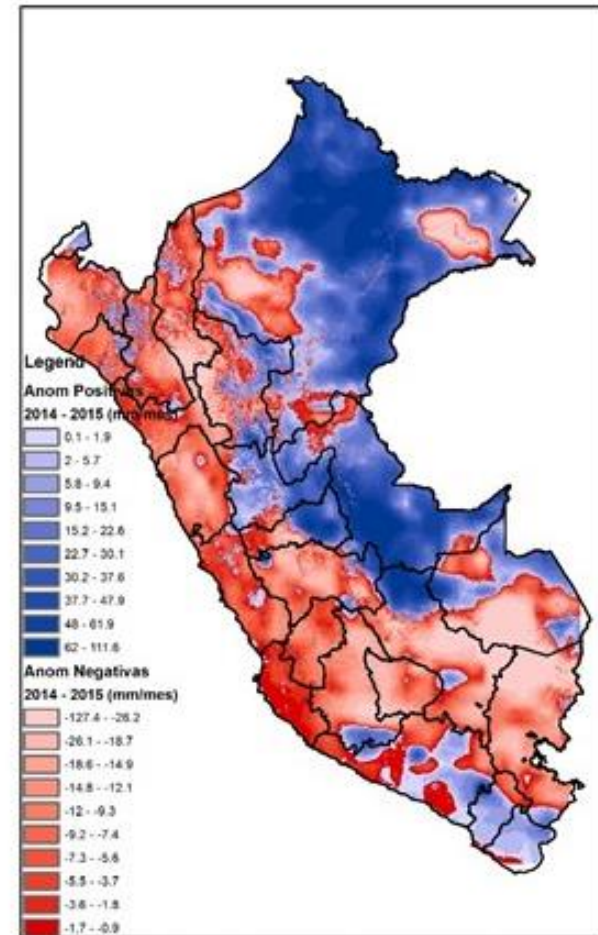 Legend
Anom Positivas
2014 - 2015 (mm/mes)
0.1 - 1.9
2 - 5.7
5.8 - 9.4
9.5 - 15.1
15.2 - 22.6
22.7 - 30.1
30.2 - 37.6
37.7 - 47.9
48 - 61.9
62 - 111.6
Anom Negativas
2014 - 2015 (mm/mes)
-127.4 - -26.2
-26.1 - -18.7
-18.6 - -14.9
-14.8 - -12.1
-12 - -9.3
-9.2 - -7.4
-7.3 - -5.6
-5.5 - -3.7
-3.6 - -1.8
-1.7 - -0.9